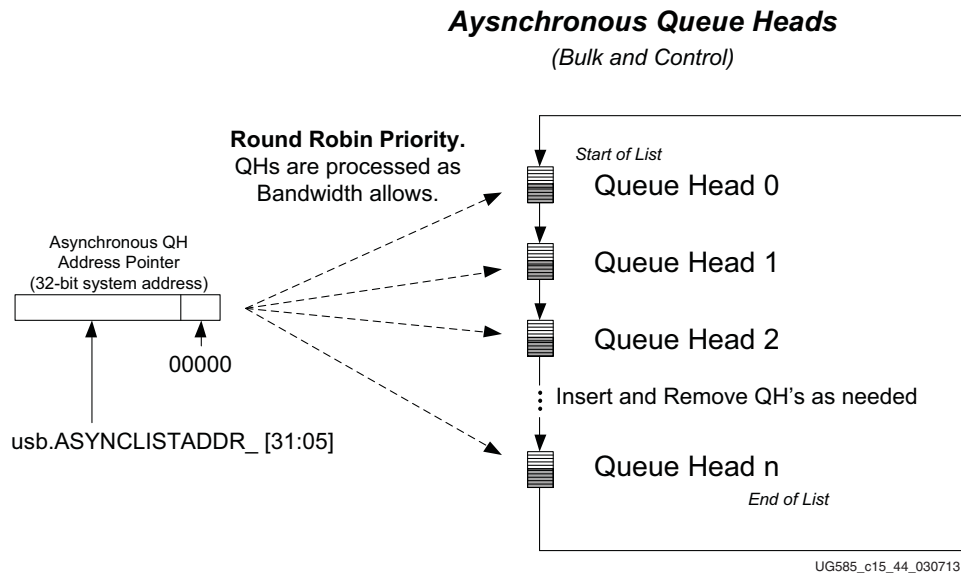 Aysnchronous Queue Heads
(Bulk and Control)
Round Robin Priority.
QHs are processed as
Bandwidth allows.
Start of List
Queue Head 0
Asynchronous QH
Address Pointer
(32-bit system address)
Queue Head 1
Queue Head 2
00000
Insert and Remove QH's as needed
usb.ASYNCLISTADDR_ [31:05]
Queue Head n
End of List
UG585_c15_44_030713